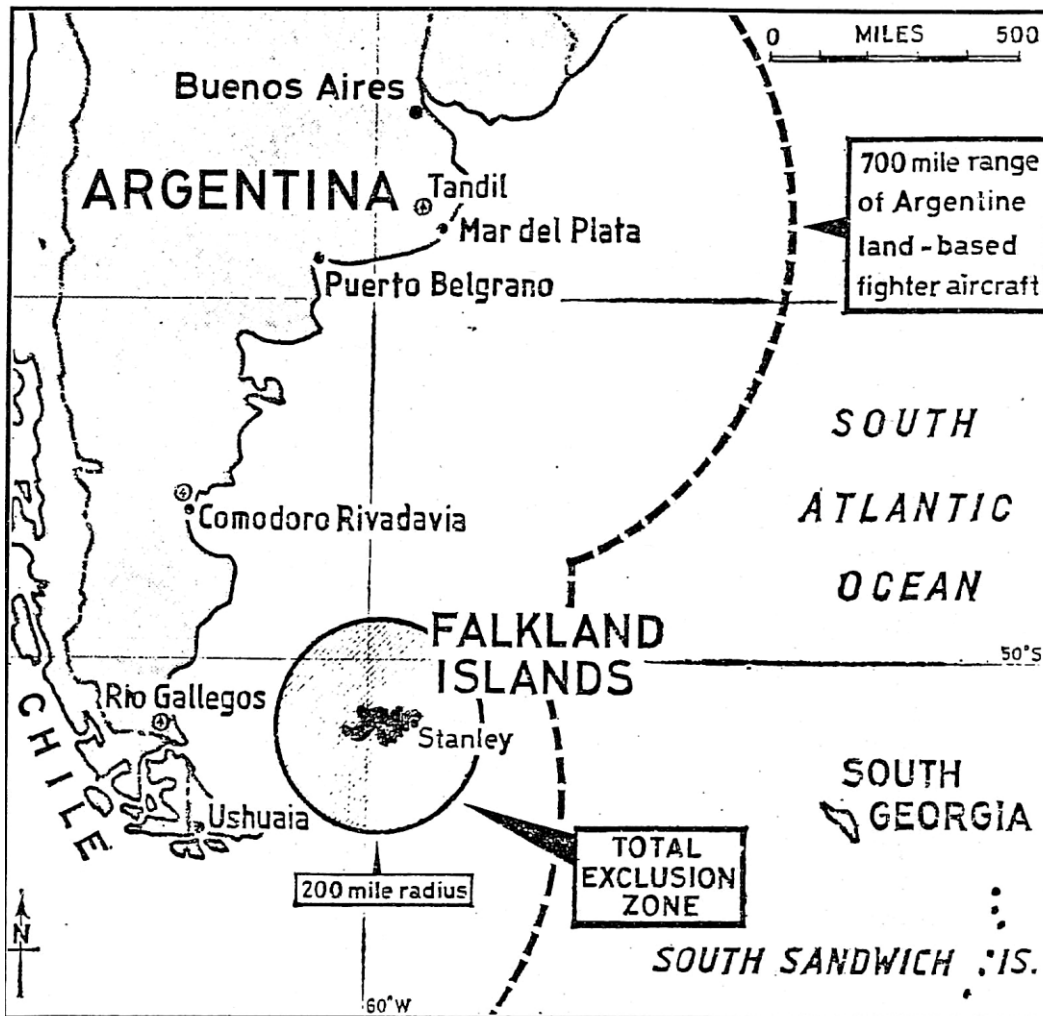 0 MILES 500
Buenos Aires
ARGENTINA
Tandil
Mar del Plata
Puerto Belgrano
700 mile range
of Argentine
land-based
fighter aircraft
SOUTH
ATLANTIC
OCEAN
Comodoro Rivadavia
FALKLAND
ISLANDS
50°S
Rio Gallegos
Stanley
CHILE
Ushuaia
SOUTH
GEORGIA
TOTAL
EXCLUSION
ZONE
200 mile radius
N
SOUTH SANDWICH IS.
60°W